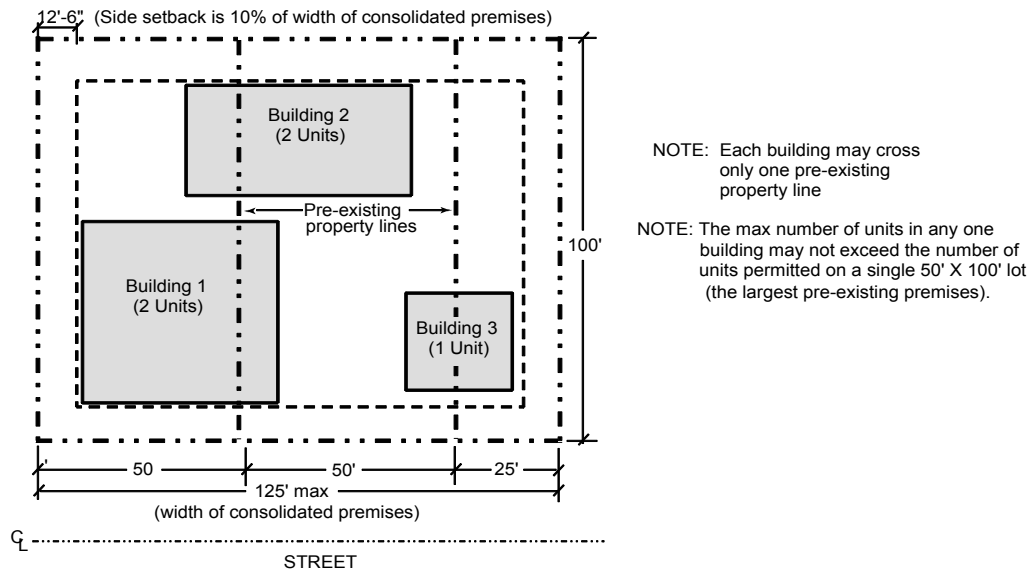 12'-6" (Side setback is 10% of width of consolidated premises)
Building 2
(2 Units)
Pre-existing
property lines
Building 1
(2 Units)
Building 3
(1 Unit)
100'
NOTE: Each building may cross
only one pre-existing
property line
NOTE: The max number of units in any one
building may not exceed the number of
units permitted on a single 50' X 100' lot
(the largest pre-existing premises).
' 50 50' 25'
125' max
(width of consolidated premises)
CL
STREET